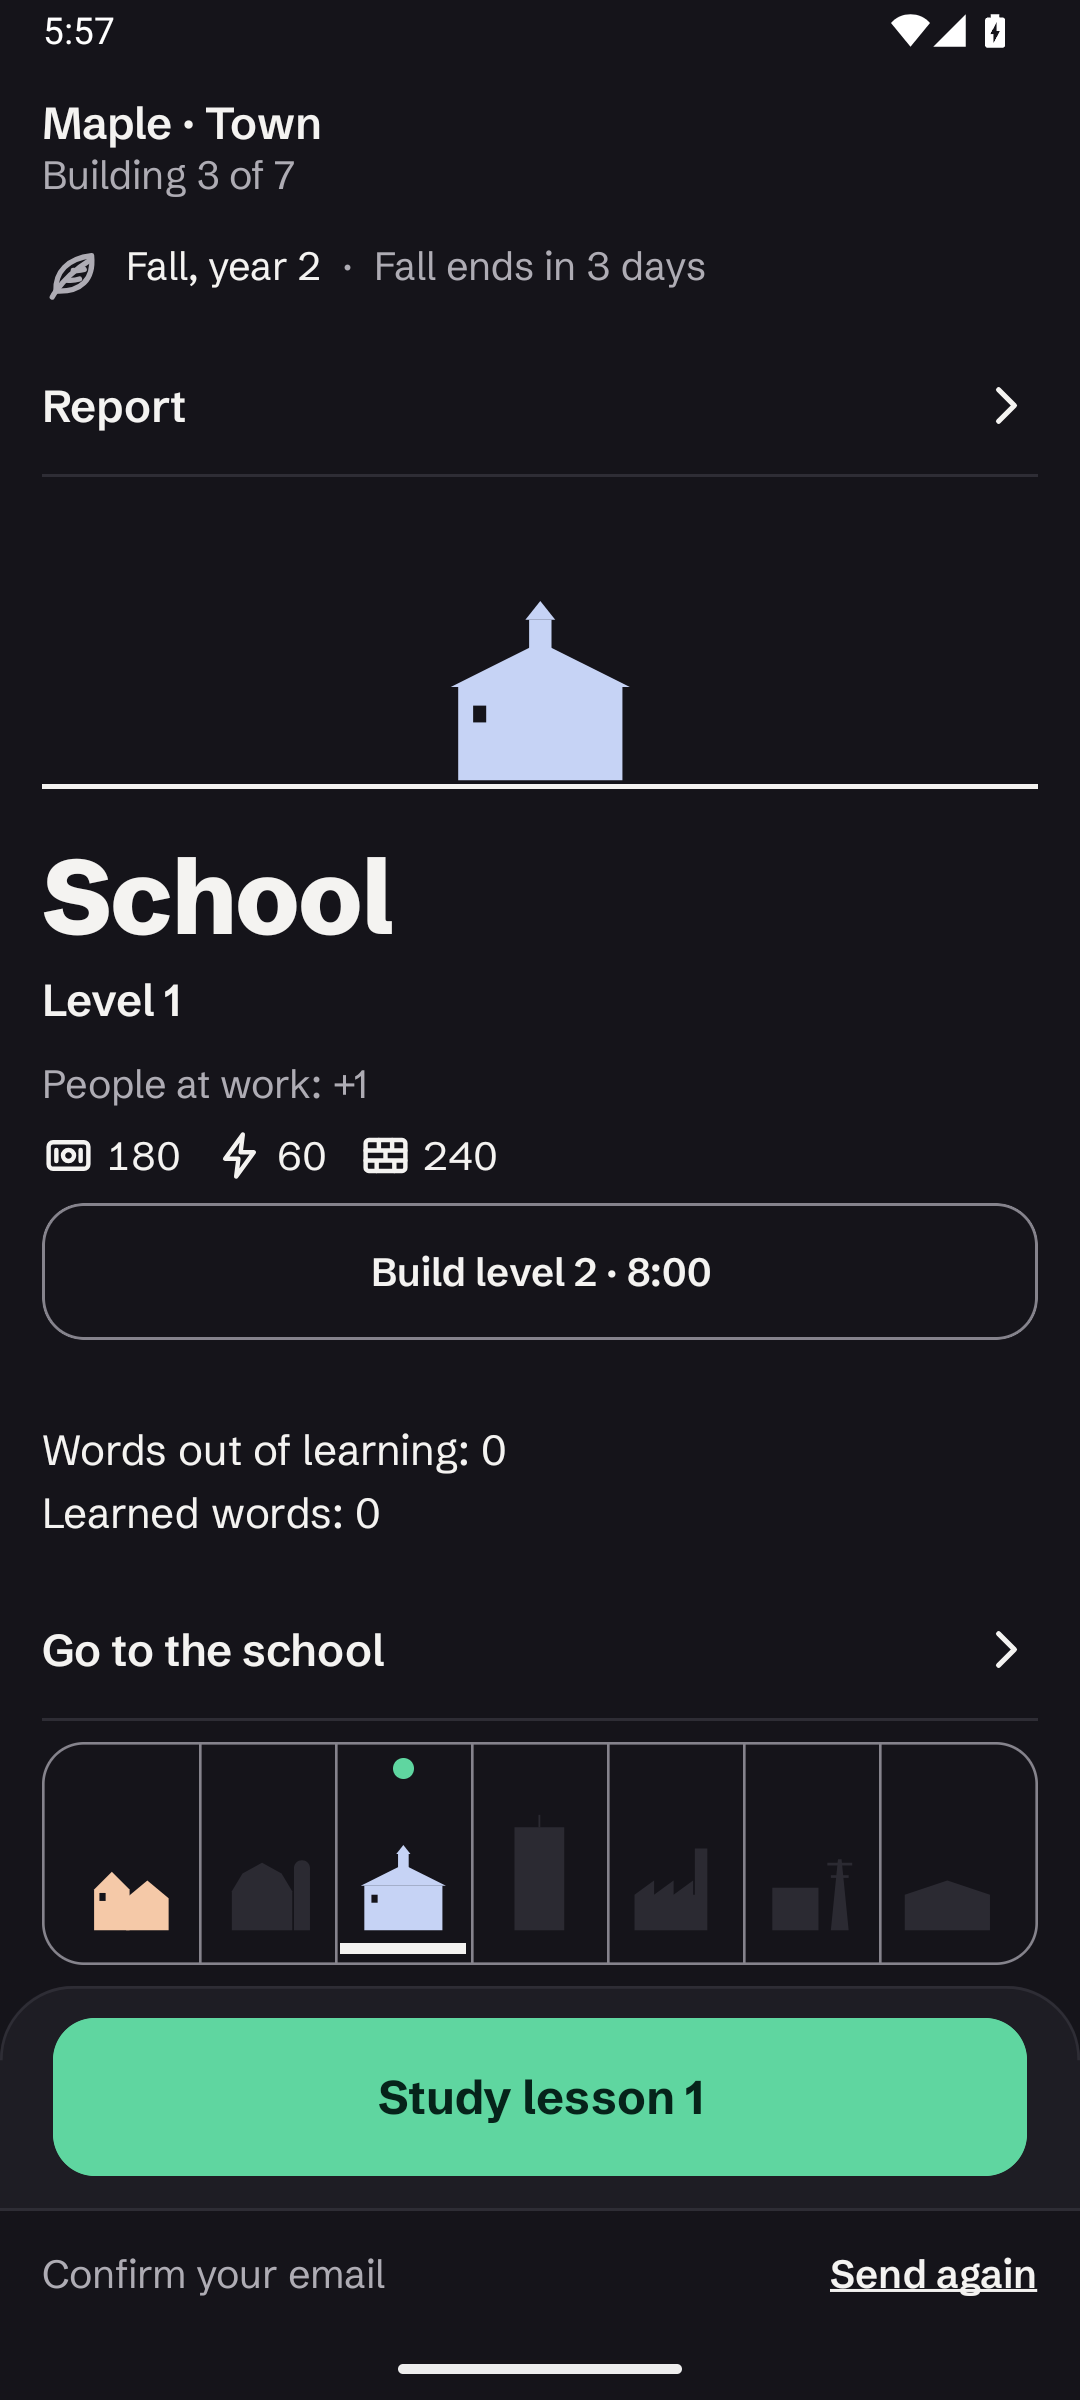 5:57
Maple · Town
Building 3 of 7
Fall, year 2 · Fall ends in 3 days
Report
School
Level 1
People at work: +1
180 60 240
Build level 2 · 8:00
Words out of learning: 0
Learned words: 0
Go to the school
Study lesson 1
Confirm your email Send again